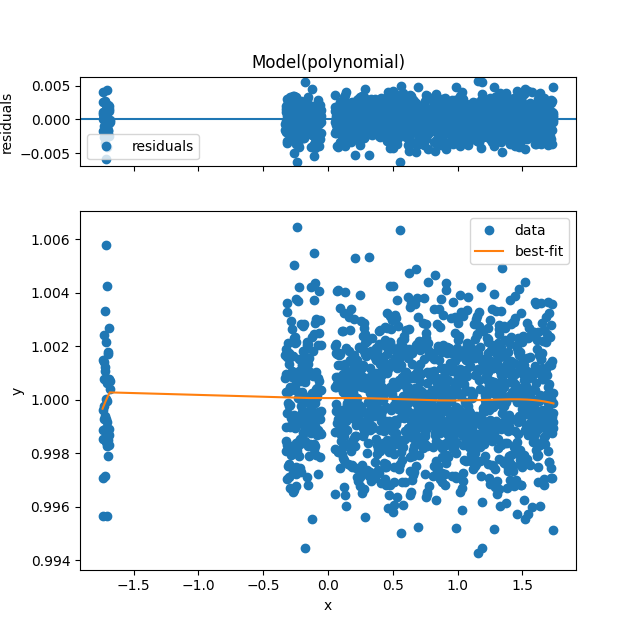 Model(polynomial)
residuals
0.005
0.000
−0.005
residuals
y
1.006
1.004
1.002
1.000
0.998
0.996
0.994
data
best-fit
−1.5 −1.0 −0.5 0.0 0.5 1.0 1.5
x